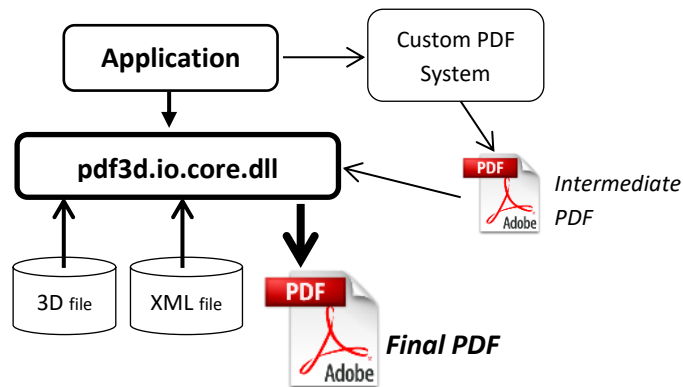 Application
Custom PDF
System
pdf3d.io.core.dll
PDF
Adobe
Intermediate
PDF
3D file
XML file
PDF
Adobe
Final PDF